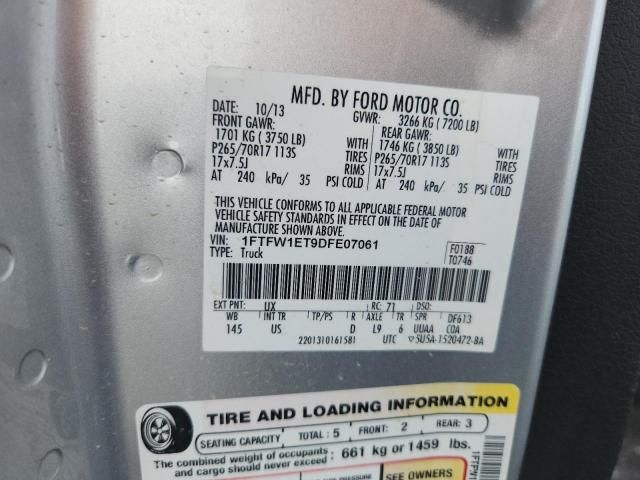 MFD. BY FORD MOTOR CO.
DATE: 10/13 GVWR: 3266 KG ( 7200 LB)
FRONT GAWR: REAR GAWR:
1701 KG ( 3750 LB) WITH 1746 KG ( 3850 LB) WITH
P265/70R17 113S TIRES P265/70R17 113S TIRES
17x7.5J RIMS 17x7.5J RIMS
AT 240 kPa/ 35 PSI COLD AT 240 kPa/ 35 PSI COLD
THIS VEHICLE CONFORMS TO ALL APPLICABLE FEDERAL MOTOR
VEHICLE SAFETY STANDARDS IN EFFECT ON THE DATE OF
MANUFACTURE SHOWN ABOVE.
VIN: 1FTFW1ET9DFE07061 F0188
TYPE: Truck T0746
EXT PNT: UX RC: 71 DSO:
WB INT TR TP/PS R AXLE TR SPR DF613
145 US D L9 6 UUAA COA
2201310161581 UTC ▽5U5A-1520472-BA
TIRE AND LOADING INFORMATION
SEATING CAPACITY TOTAL : 5 FRONT: 2 REAR: 3
The combined weight of occupants
and cargo should never exceed : 661 kg or 1459 lbs.
SEE OWNERS